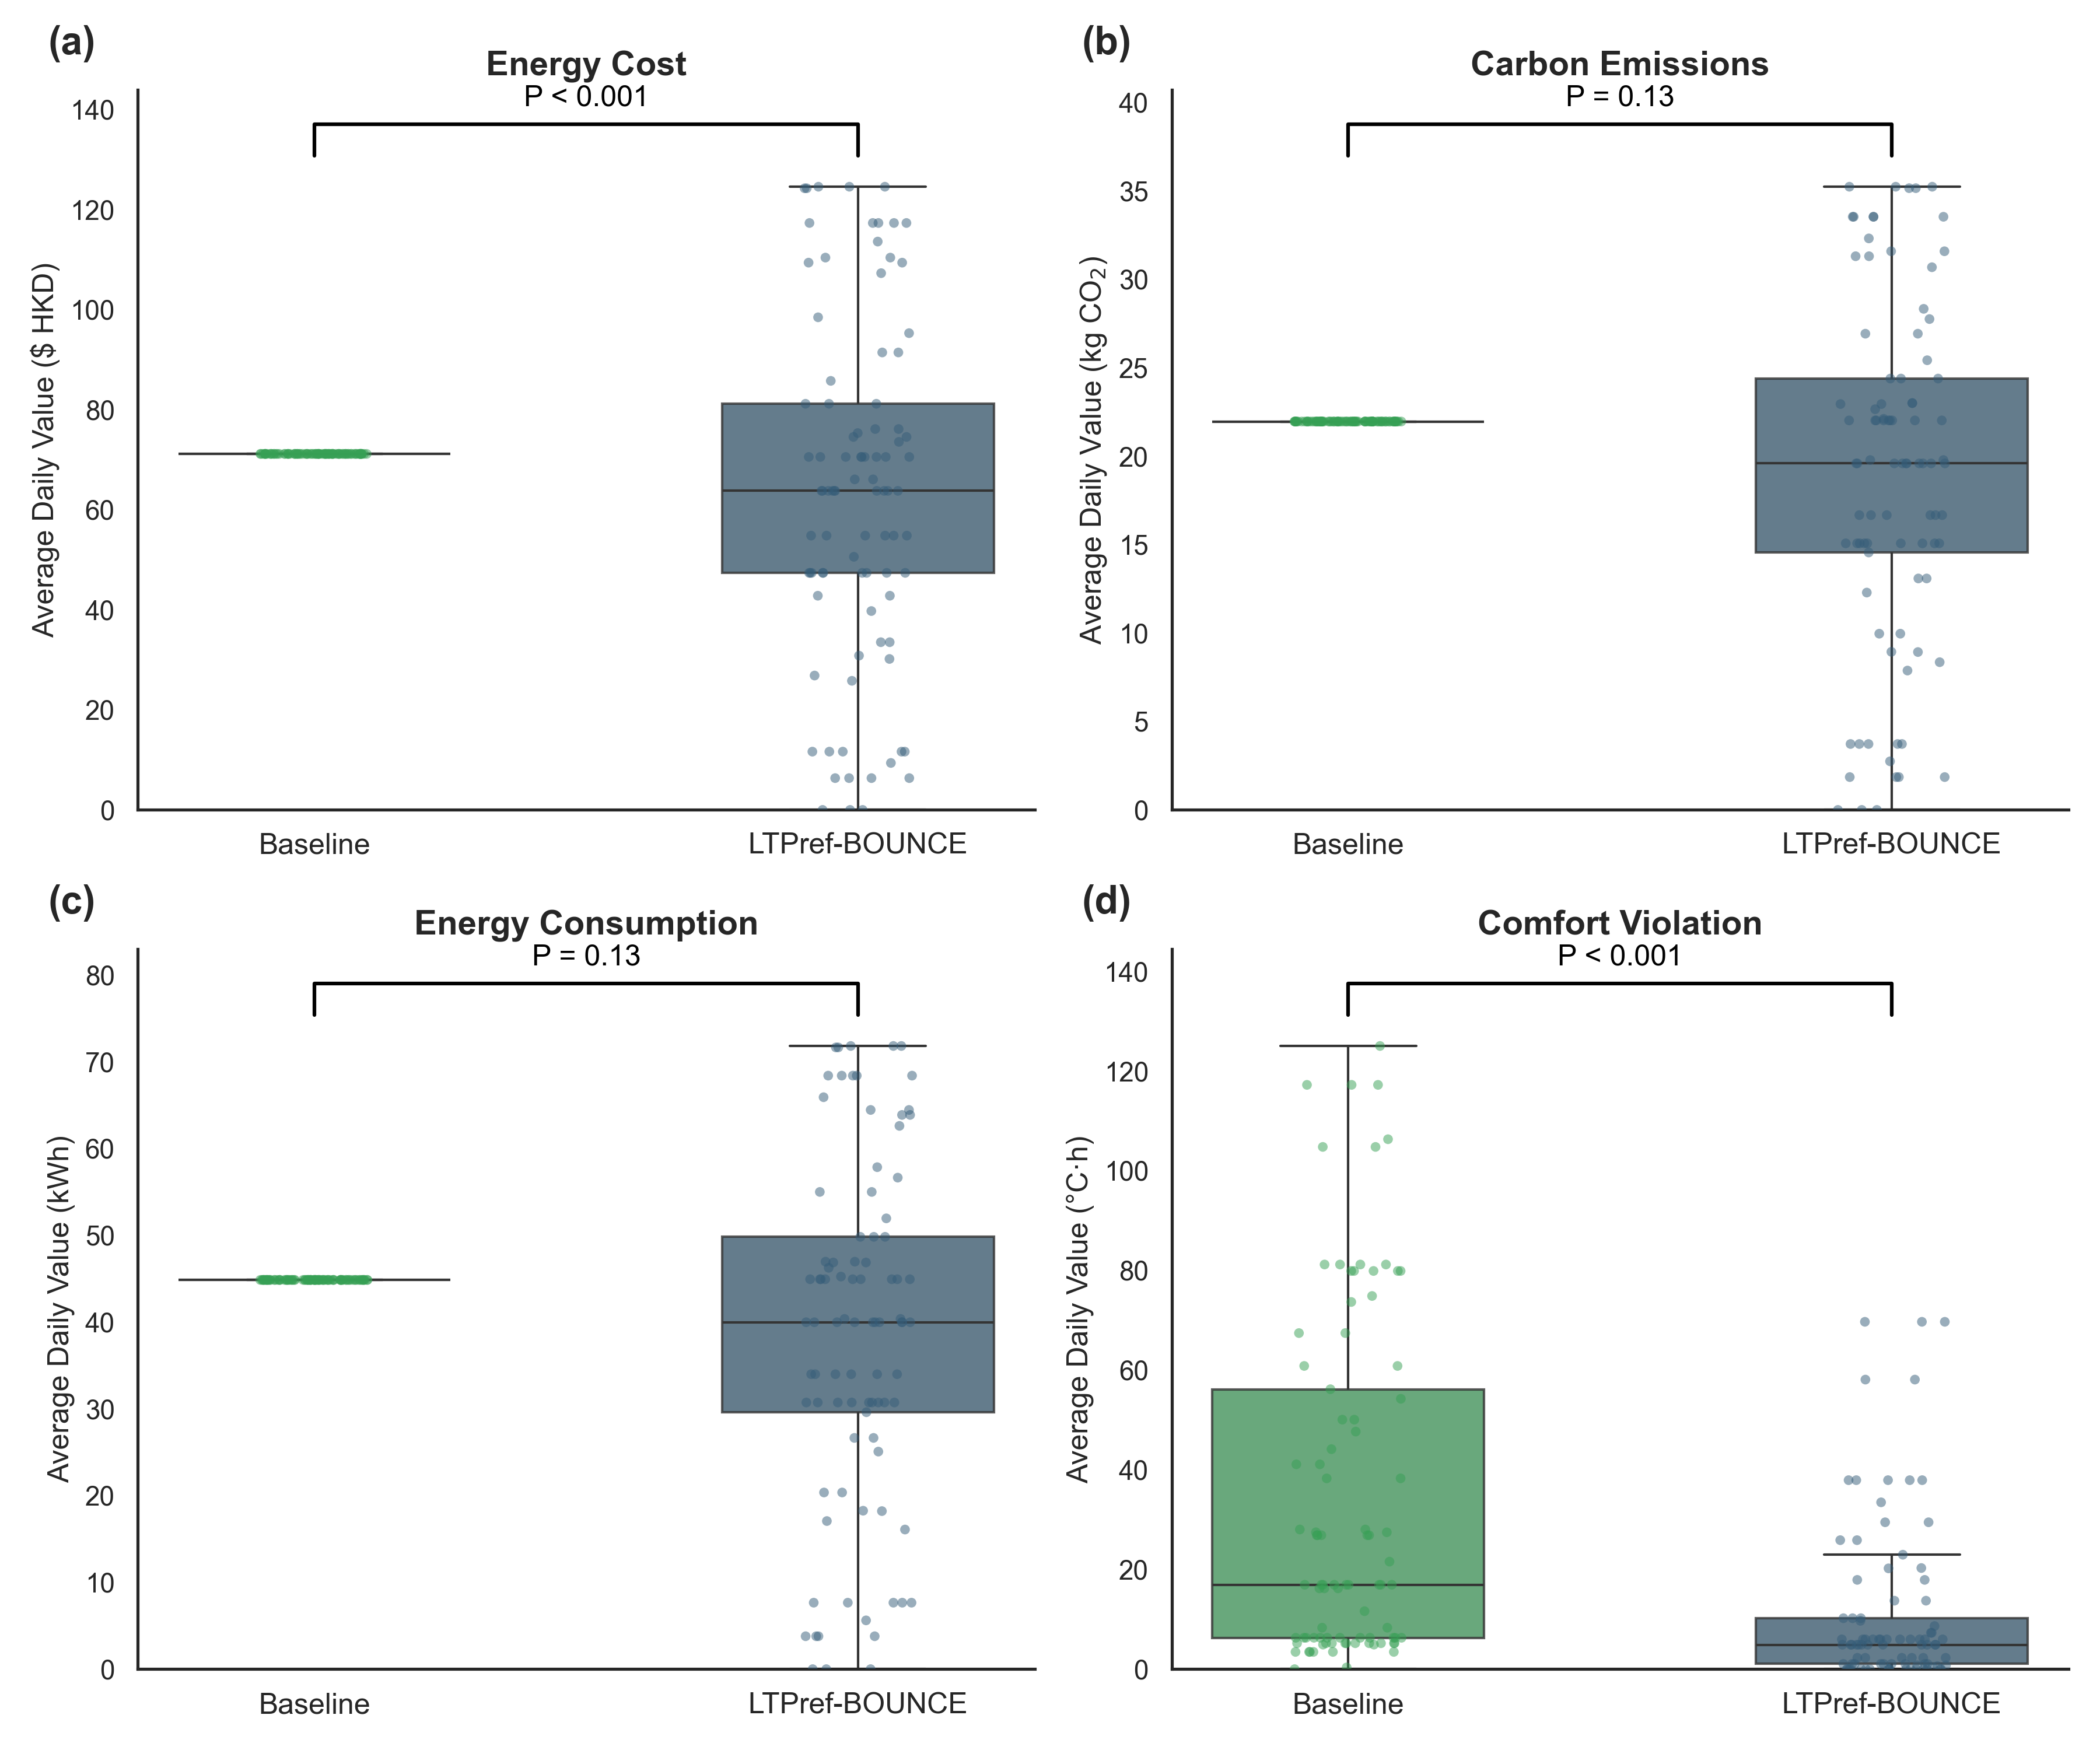 (a)
Energy Cost
P < 0.001
Average Daily Value ($ HKD)
140
120
100
80
60
40
20
0
Baseline
LTPref-BOUNCE
(b)
Carbon Emissions
P = 0.13
Average Daily Value (kg CO₂)
40
35
30
25
20
15
10
5
0
Baseline
LTPref-BOUNCE
(c)
Energy Consumption
P = 0.13
Average Daily Value (kWh)
80
70
60
50
40
30
20
10
0
Baseline
LTPref-BOUNCE
(d)
Comfort Violation
P < 0.001
Average Daily Value (°C·h)
140
120
100
80
60
40
20
0
Baseline
LTPref-BOUNCE